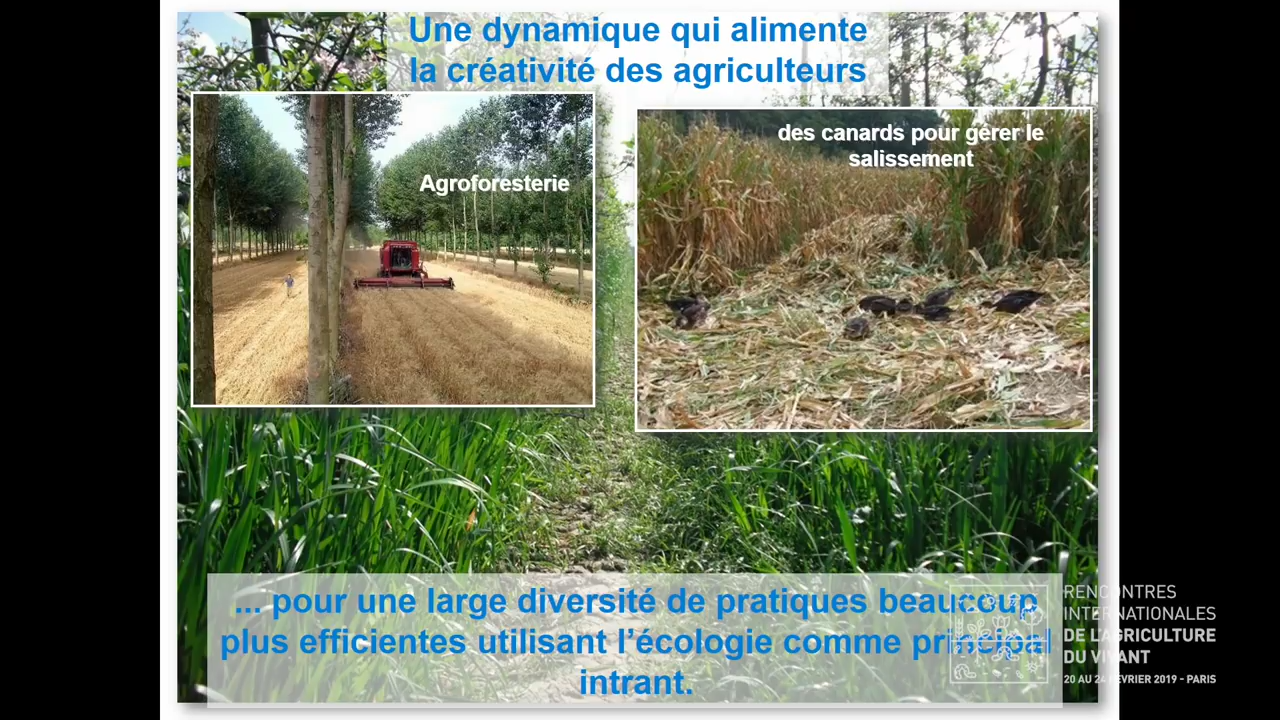 Une dynamique qui alimente
la créativité des agriculteurs
Agroforesterie
des canards pour gérer le
salissement
... pour une large diversité de pratiques beaucoup
plus efficientes utilisant l’écologie comme principal
intrant.
RENCONTRES
INTERNATIONALES
DE L'AGRICULTURE
DU VIVANT
20 AU 24 FÉVRIER 2019 - PARIS